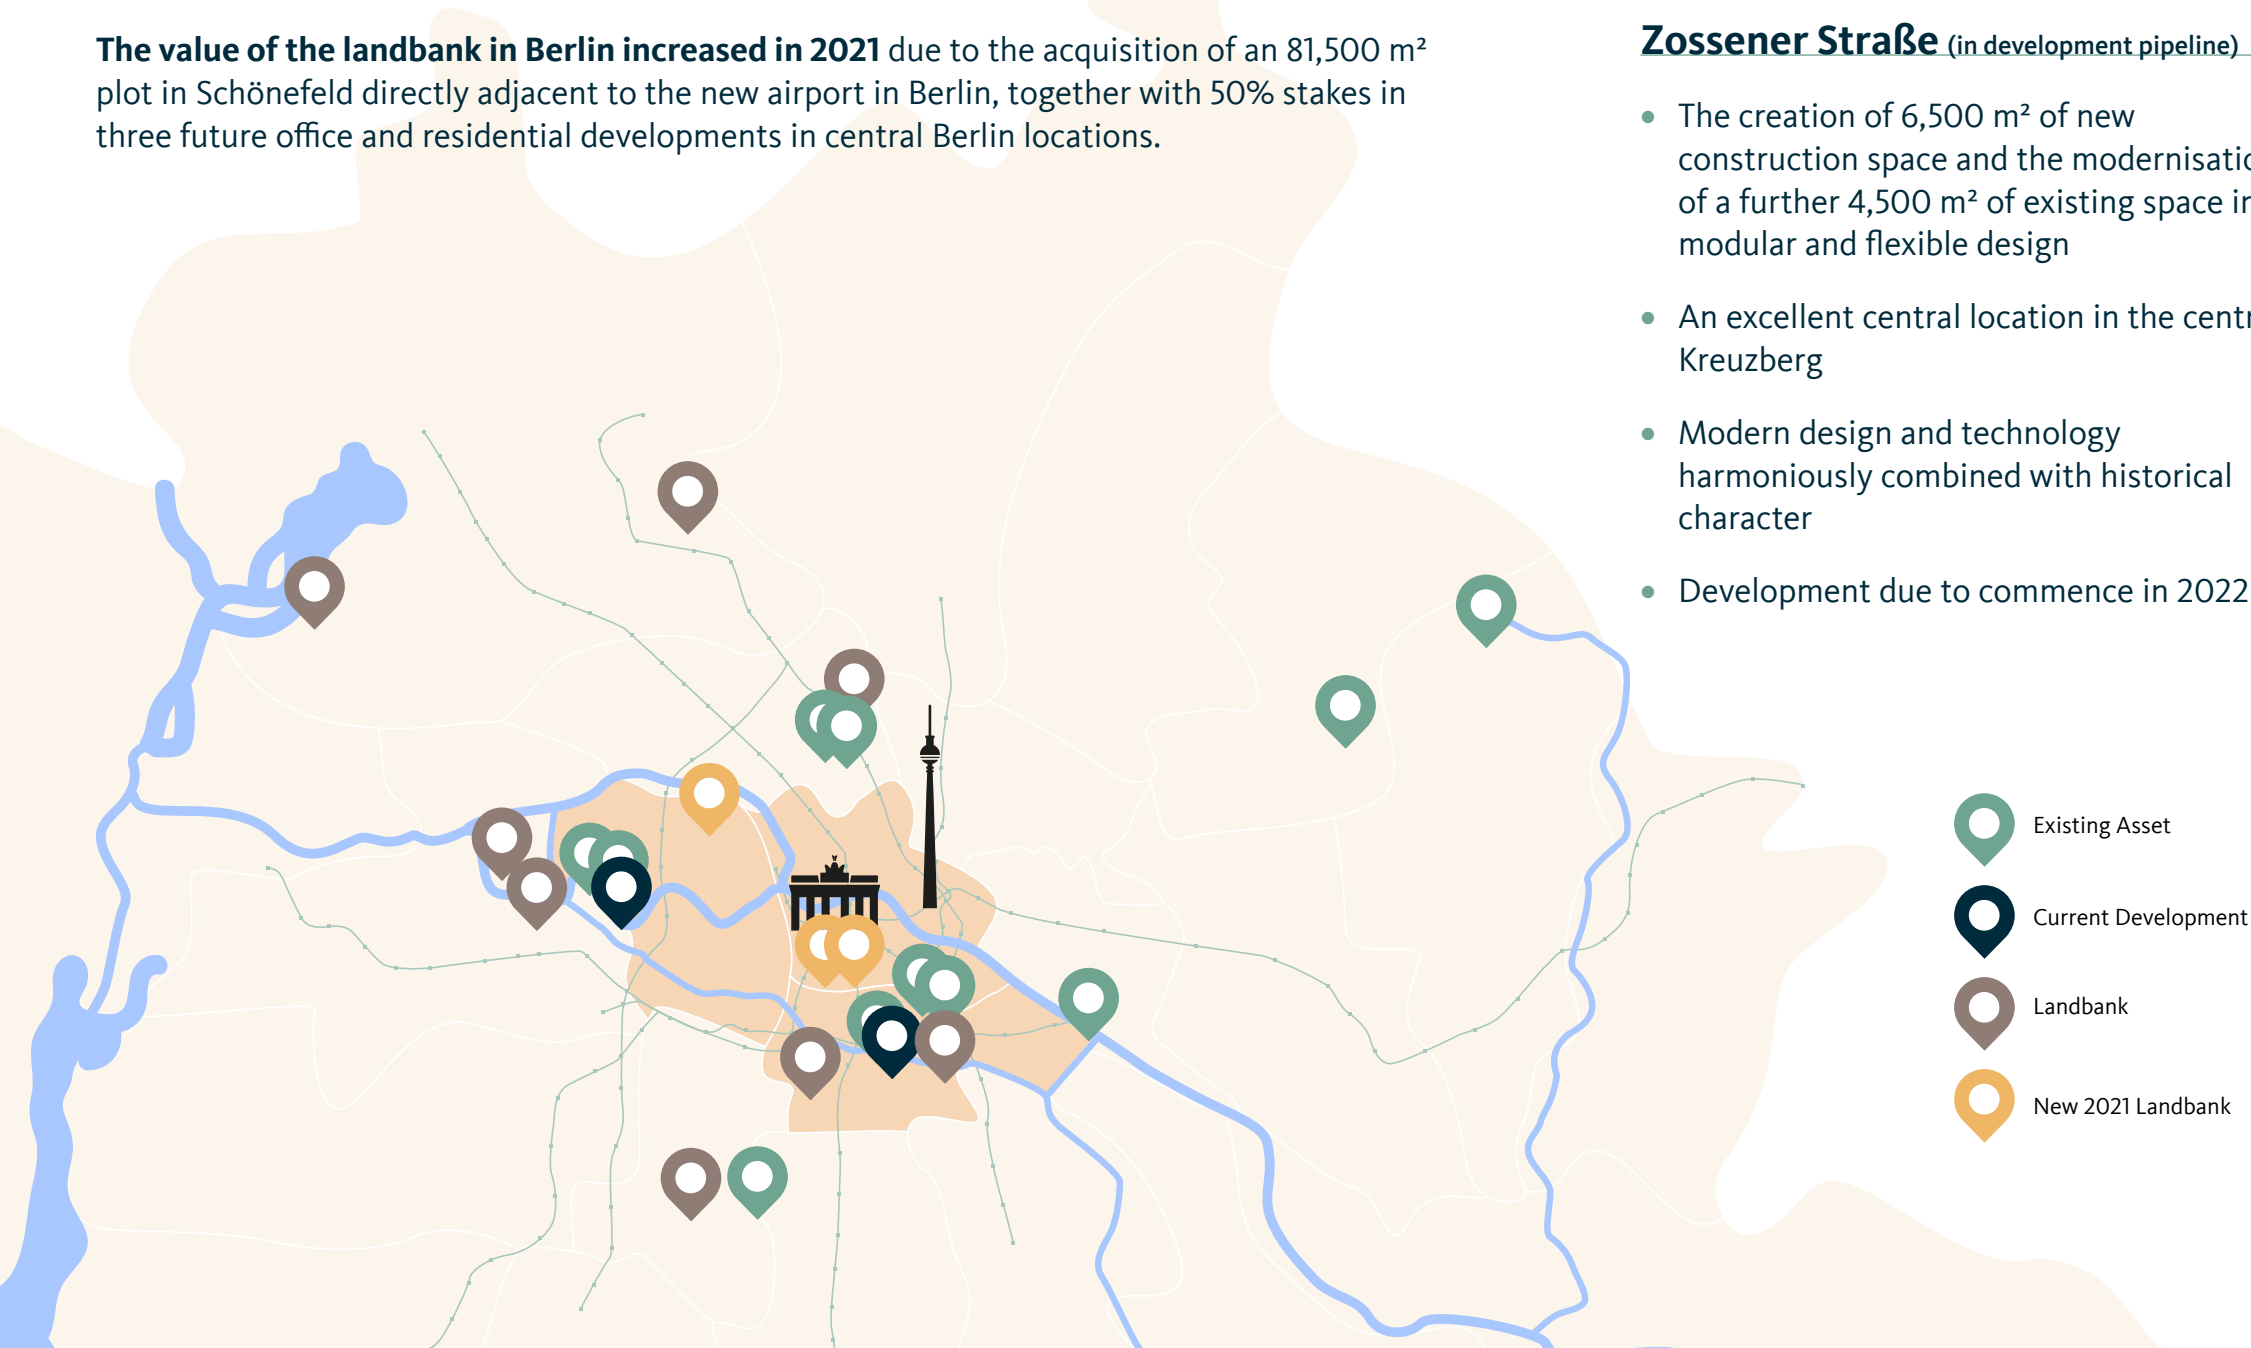 The value of the landbank in Berlin increased in 2021 due to the acquisition of an 81,500 m²
plot in Schönefeld directly adjacent to the new airport in Berlin, together with 50% stakes in
three future office and residential developments in central Berlin locations.
Zossener Straße (in development pipeline)
• The creation of 6,500 m² of new
construction space and the
of a further 4,500 m² of existing space
modular and flexible design
• An excellent central location in the
Kreuzberg
• Modern design and technology
harmoniously combined with historical
character
• Development due to commence in 2022
Existing Asset
Current Development
Landbank
New 2021 Landbank